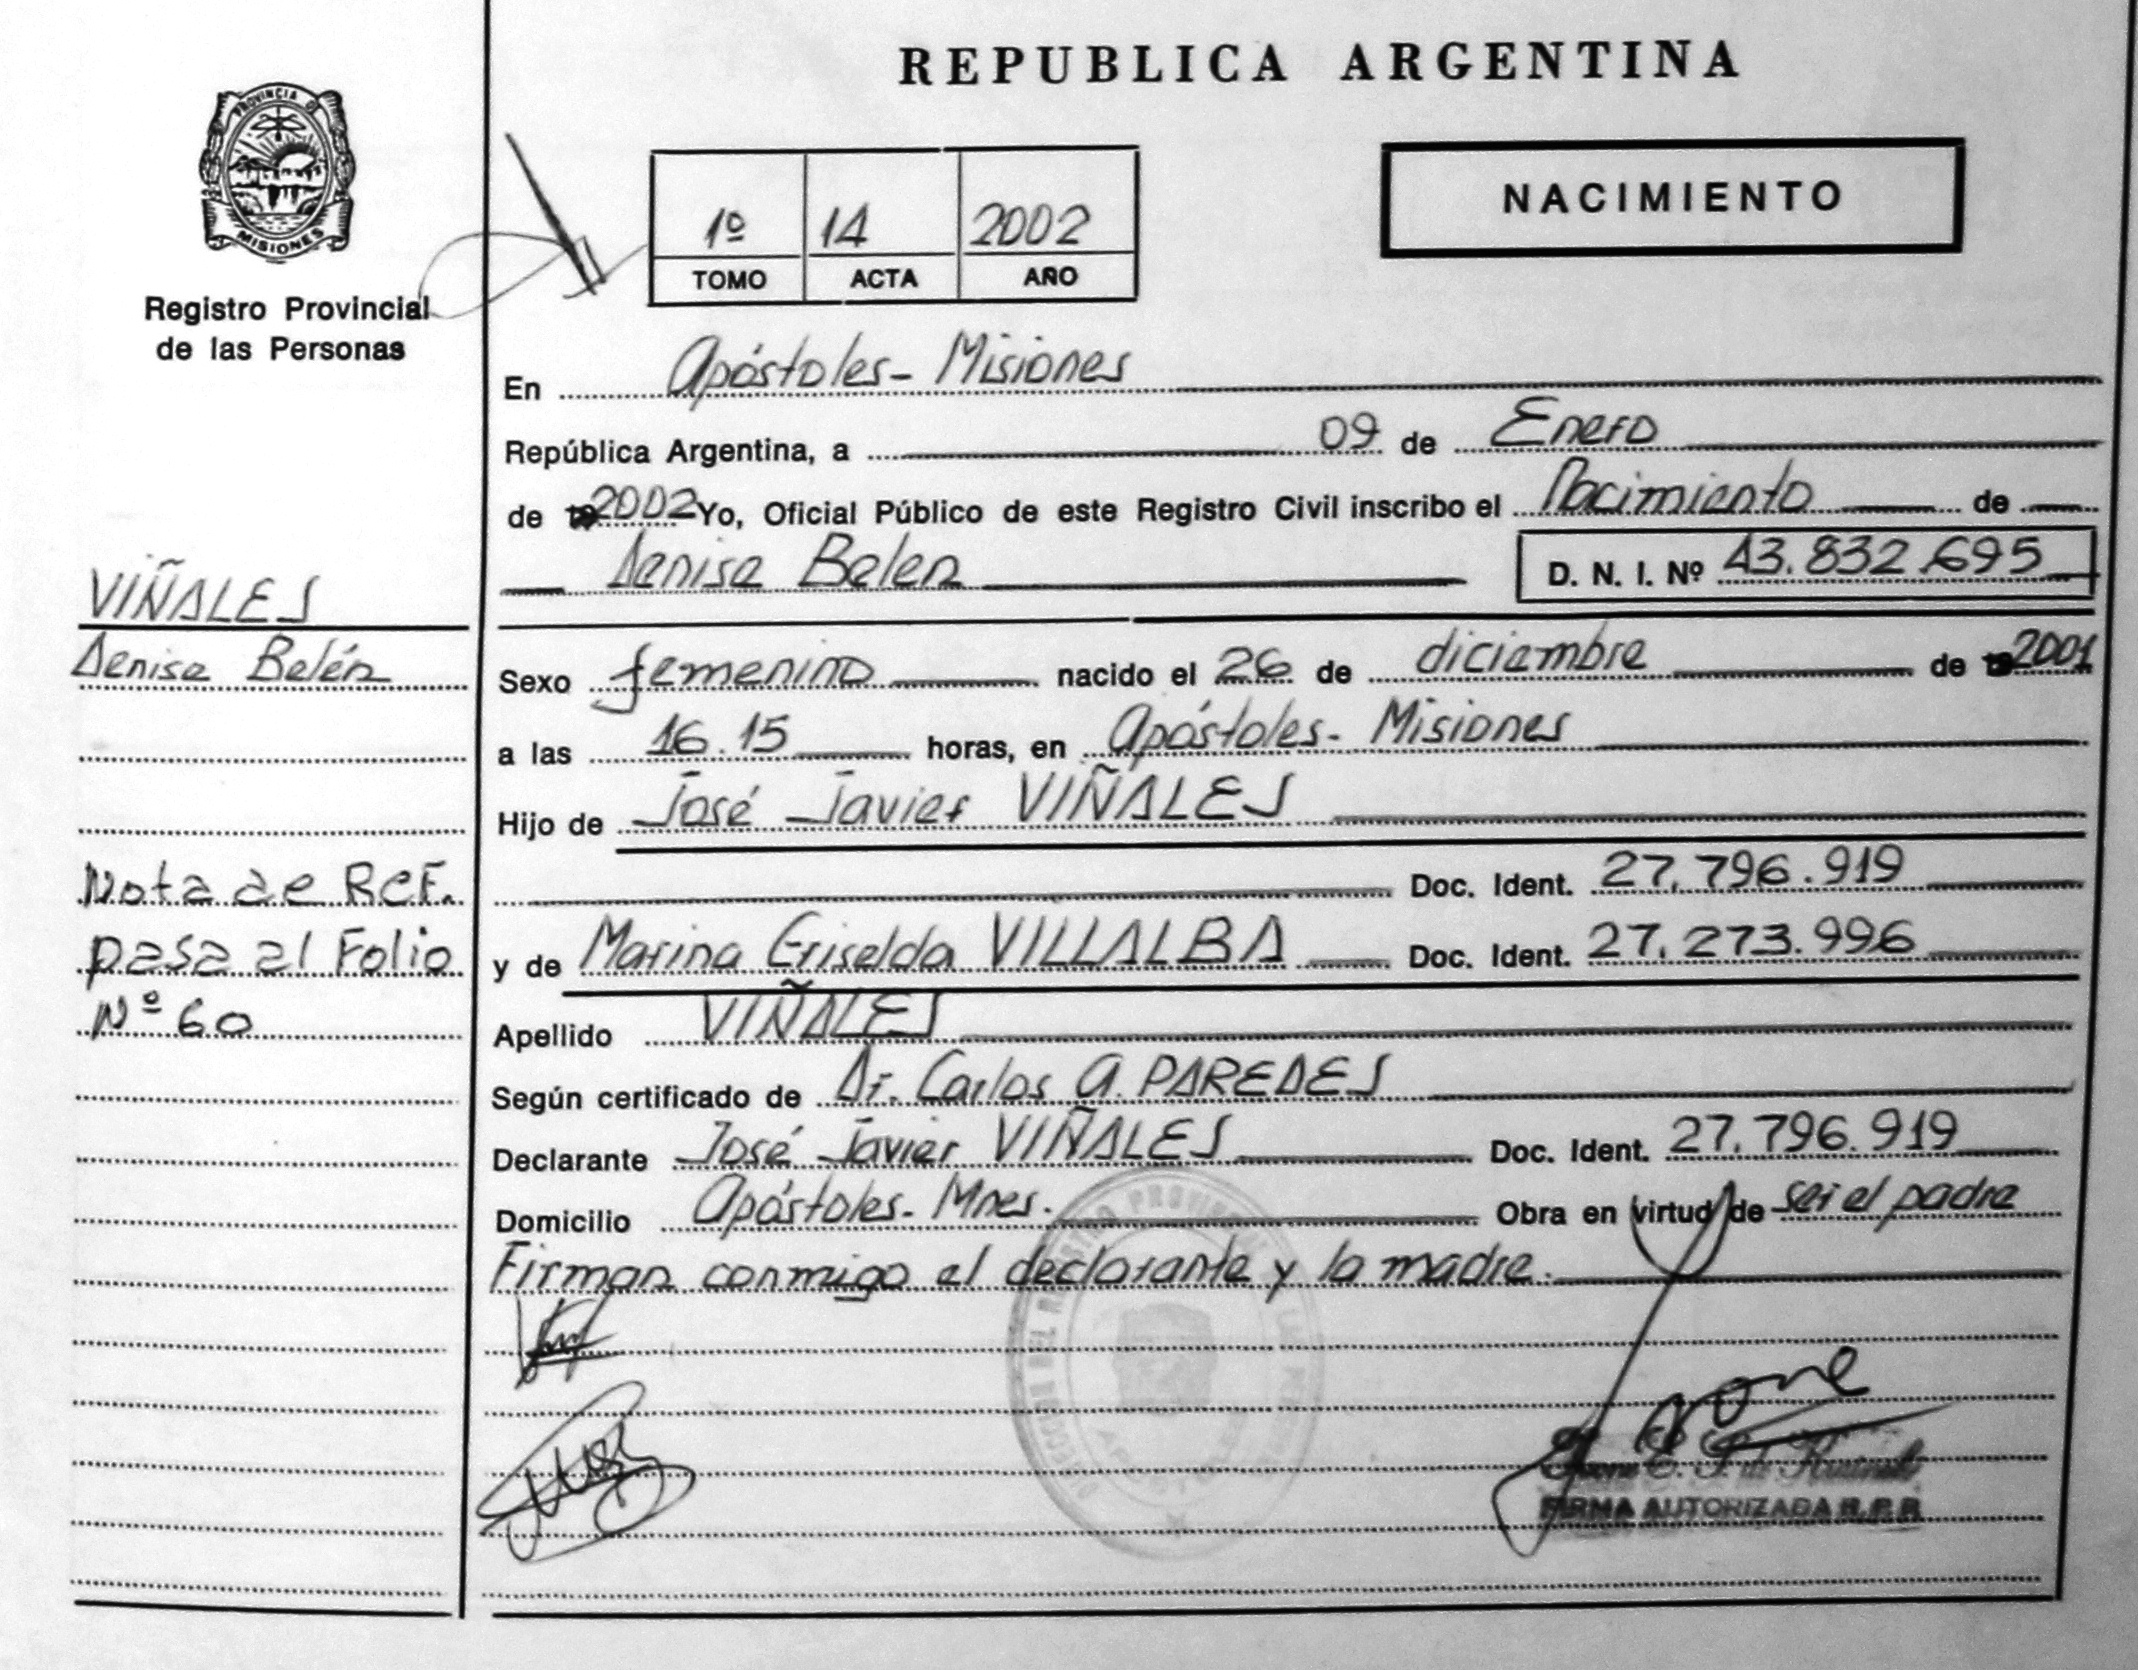 REPUBLICA ARGENTINA
PROVINCIA D
MISIONES
Registro Provincial
de las Personas
1º 14 2002
TOMO ACTA AÑO
NACIMIENTO
En Apóstoles- Misiones
República Argentina, a 09 de Enero
de 2002 Yo, Oficial Público de este Registro Civil inscribo el Nacimiento de
Denise Belen D. N. I. Nº 43.832.695
VIÑALES
Denise Belén
Sexo femenino nacido el 26 de diciembre de 2001
a las 16.15 horas, en Apóstoles- Misiones
Hijo de José Javier VIÑALES
Doc. Ident. 27.796.919
y de Marina Griselda VILLALBA Doc. Ident. 27.273.996
Nota de REF.
pasa al Folio
Nº 60
Apellido VIÑALES
Según certificado de Dr. Carlos A. PAREDES
Declarante José Javier VIÑALES Doc. Ident. 27.796.919
Domicilio Apóstoles- Mnes. Obra en virtud de ser el padre
Firman conmigo el declarante y la madre.
FIRMA AUTORIZADA R.P.P.